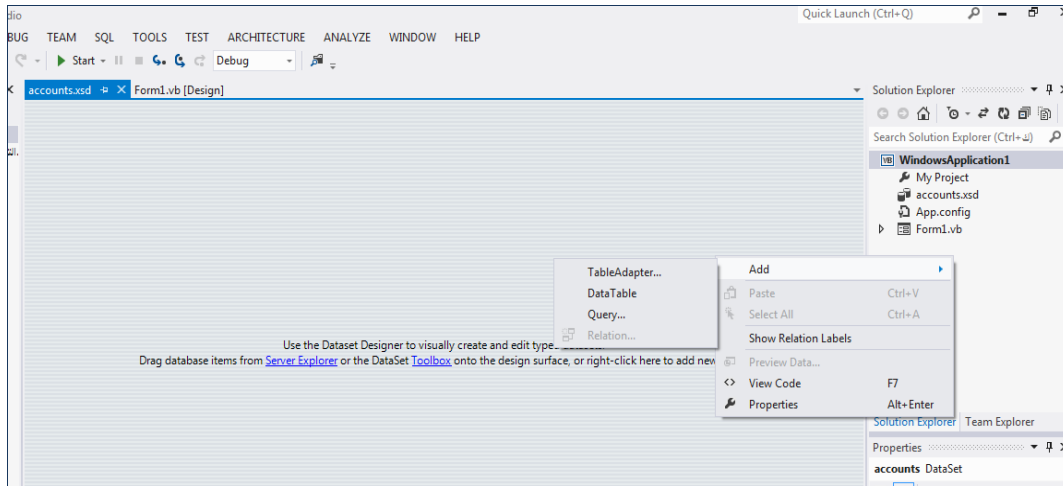 dio
Quick Launch (Ctrl+Q)
BUG TEAM SQL TOOLS TEST ARCHITECTURE ANALYZE WINDOW HELP
Start Debug
accounts.xsd Form1.vb [Design]
Solution Explorer
Search Solution Explorer (Ctrl+ك)
VB WindowsApplication1
My Project
accounts.xsd
App.config
Form1.vb
Add
TableAdapter...
DataTable
Query...
Relation...
Paste Ctrl+V
Select All Ctrl+A
Show Relation Labels
Preview Data...
View Code F7
Properties Alt+Enter
Use the Dataset Designer to visually create and edit typed
Drag database items from Server Explorer or the DataSet Toolbox onto the design surface, or right-click here to add new
Solution Explorer Team Explorer
Properties
accounts DataSet